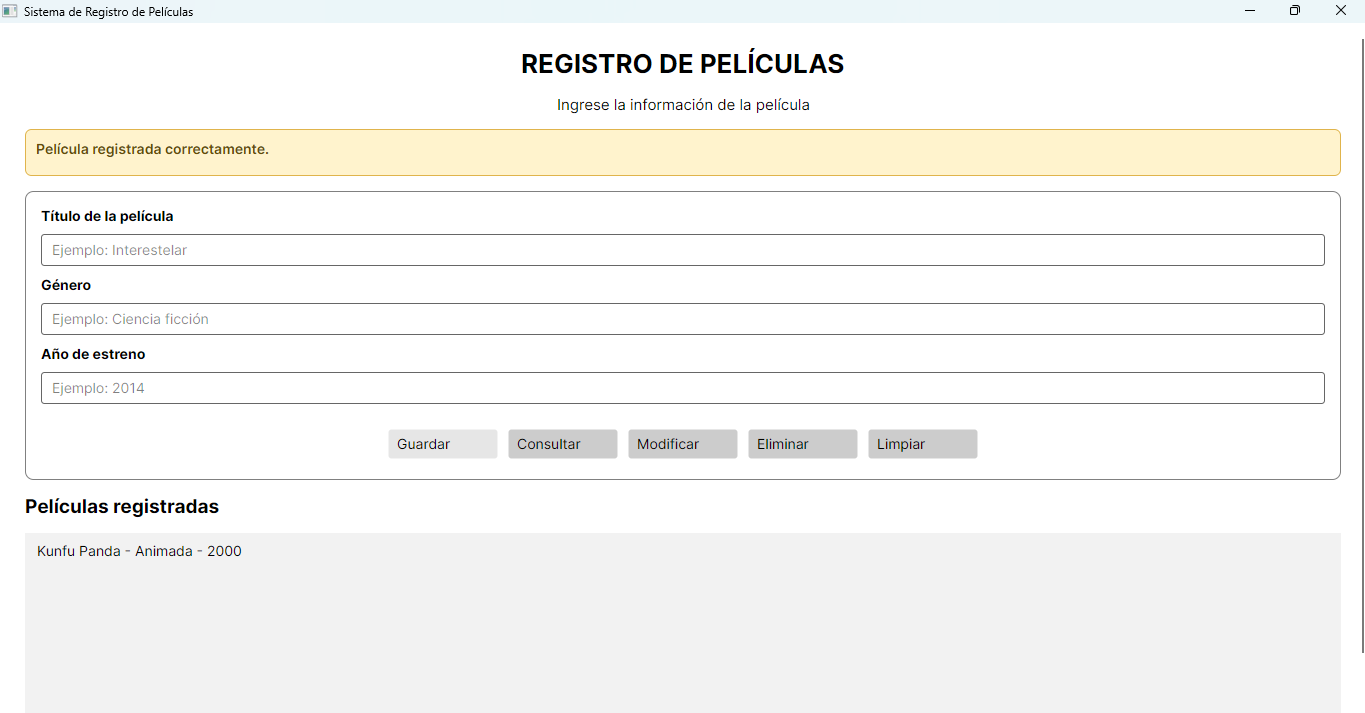 Sistema de Registro de Películas
REGISTRO DE PELÍCULAS
Ingrese la información de la película
Película registrada correctamente.
Título de la película
Ejemplo: Interestelar
Género
Ejemplo: Ciencia ficción
Año de estreno
Ejemplo: 2014
Guardar Consultar Modificar Eliminar Limpiar
Películas registradas
Kunfu Panda - Animada - 2000